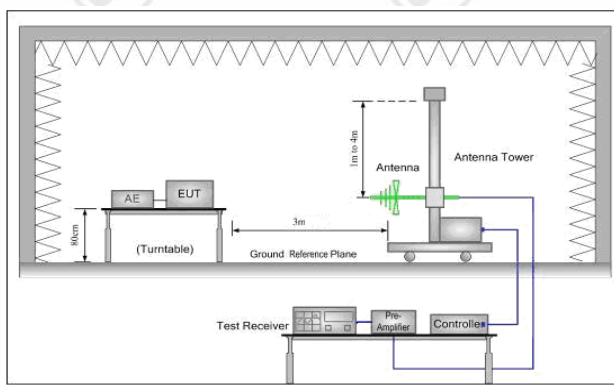 1m to 4m
Antenna
Antenna Tower
AE
EUT
80cm
(Turntable)
3m
Ground Reference Plane
Test Receiver
Pre-
Amplifier
Controller